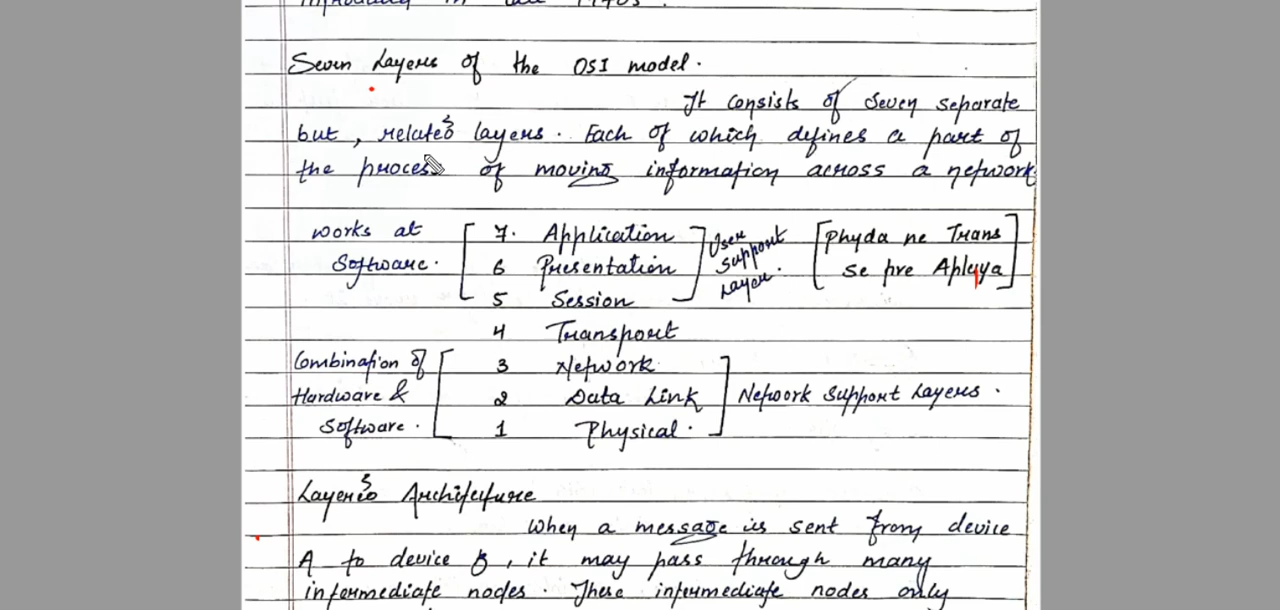 Seven Layers of the OSI model.
It consists of seven separate
but, related layers. Each of which defines a part of
the process of moving information across a network
works at [ 7. Application ] User [ Phyda ne Trans
Software. 6 Presentation Support se pre Aplyya ]
5 Session Layer.
4 Transport
Combination of [ 3 Network
Hardware & 2 Data Link ] Network Support Layers.
Software. 1 Physical.
Layered Architecture
When a message is sent from device
A to device B, it may pass through many
intermediate nodes. These intermediate nodes only